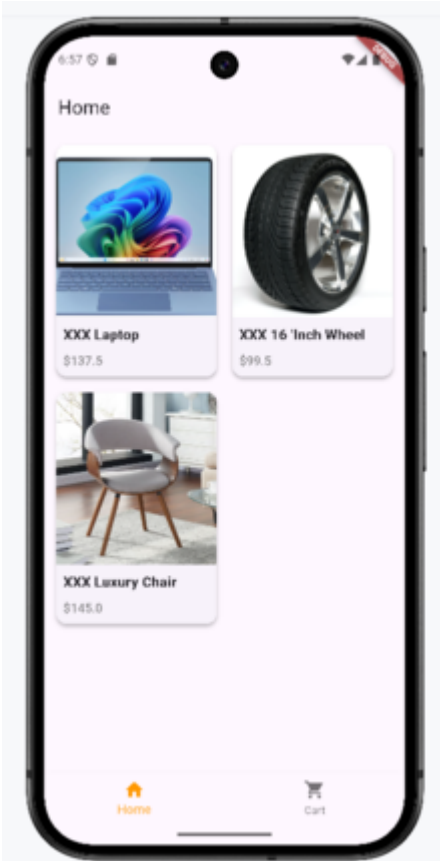 6:57
DEBUG
Home
XXX Laptop
$137.5
XXX 16 'Inch Wheel
$99.5
XXX Luxury Chair
$145.0
Home
Cart